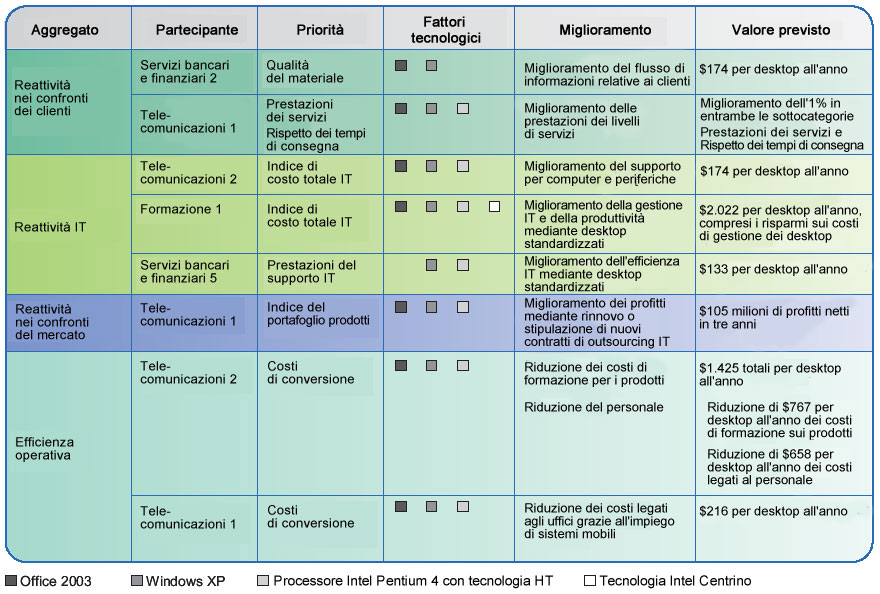 Aggregato
Partecipante
Priorità
Fattori
tecnologici
Miglioramento
Valore previsto
Reattività
nei confronti
dei clienti
Servizi bancari
e finanziari 2
Qualità
del materiale
Miglioramento del flusso di
informazioni relative ai clienti
$174 per desktop all'anno
Tele-
comunicazioni 1
Prestazioni
dei servizi
Rispetto dei tempi
di consegna
Miglioramento delle
prestazioni dei livelli
di servizi
Miglioramento dell'1% in
entrambe le sottocategorie
Prestazioni dei servizi e
Rispetto dei tempi di consegna
Reattività IT
Tele-
comunicazioni 2
Indice di
costo totale IT
Miglioramento del supporto
per computer e periferiche
$174 per desktop all'anno
Formazione 1
Indice di
costo totale IT
Miglioramento della gestione
IT e della produttività
mediante desktop
standardizzati
$2.022 per desktop all'anno,
compresi i risparmi sui costi
di gestione dei desktop
Servizi bancari
e finanziari 5
Prestazioni del
supporto IT
Miglioramento dell'efficienza
IT mediante desktop
standardizzati
$133 per desktop all'anno
Reattività
nei confronti
del mercato
Tele-
comunicazioni 1
Indice del
portafoglio prodotti
Miglioramento dei profitti
mediante rinnovo o
stipulazione di nuovi
contratti di outsourcing IT
$105 milioni di profitti netti
in tre anni
Efficienza
operativa
Tele-
comunicazioni 2
Costi
di conversione
Riduzione dei costi di
formazione per i prodotti
Riduzione del personale
$1.425 totali per desktop
all'anno
Riduzione di $767 per
desktop all'anno dei costi
di formazione sui prodotti
Riduzione di $658 per
desktop all'anno dei costi
legati al personale
Tele-
comunicazioni 1
Costi
di conversione
Riduzione dei costi legati
agli uffici grazie all'impiego
di sistemi mobili
$216 per desktop all'anno
Office 2003
Windows XP
Processore Intel Pentium 4 con tecnologia HT
Tecnologia Intel Centrino